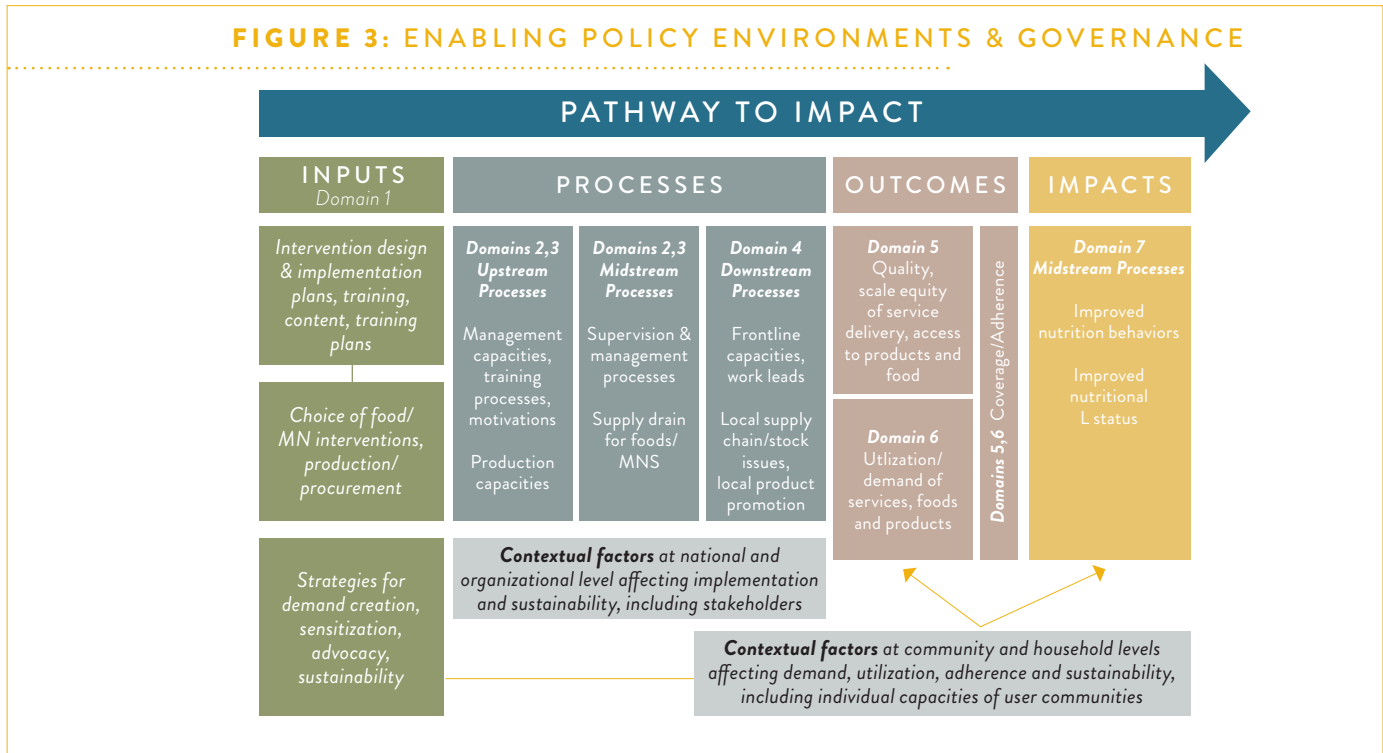 FIGURE 3: ENABLING POLICY ENVIRONMENTS & GOVERNANCE
PATHWAY TO IMPACT
INPUTS
Domain 1
Intervention design
& implementation
plans, training,
content, training
plans
Choice of food/
MN interventions,
production/
procurement
Strategies for
demand creation,
sensitization,
advocacy,
sustainability
PROCESSES
Domains 2,3
Upstream
Processes
Management
capacities,
training
processes,
motivations
Production
capacities
Domains 2,3
Midstream
Processes
Supervision &
management
processes
Supply drain
for foods/
MNS
Domain 4
Downstream
Processes
Frontline
capacities,
work leads
Local supply
chain/stock
issues,
local product
promotion
Contextual factors at national and
organizational level affecting implementation
and sustainability, including stakeholders
OUTCOMES
Domain 5
Quality,
scale equity
of service
delivery, access
to products and
food
Domain 6
Utlization/
demand of
services, foods
and products
Domains 5,6 Coverage/Adherence
IMPACTS
Domain 7
Midstream Processes
Improved
nutrition behaviors
Improved
nutritional
L status
Contextual factors at community and household levels
affecting demand, utilization, adherence and sustainability,
including individual capacities of user communities